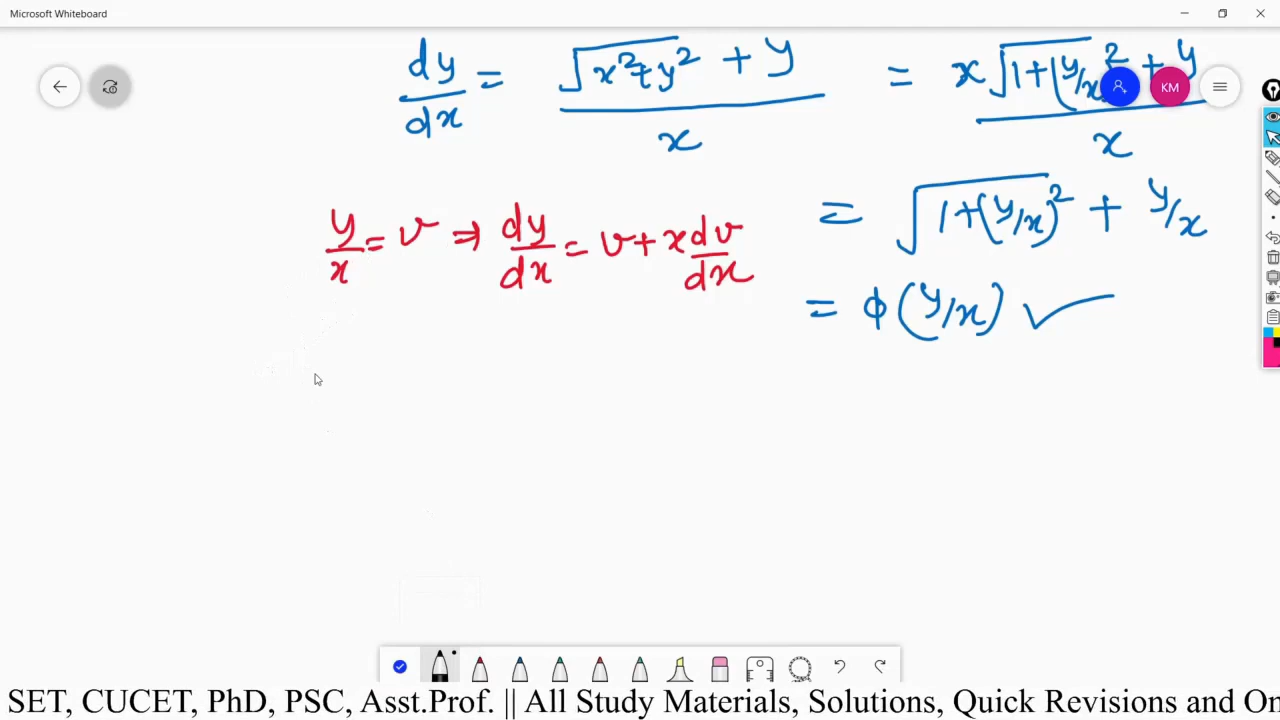 Microsoft Whiteboard
dy/dx = (√(x²+y²) + y)/x = (x√(1+(y/x)²) + y)/x
KM
= √(1+(y/x)²) + y/x
y/x = v ⇒ dy/dx = v + x dv/dx
= ϕ(y/x) ✓
SET, CUCET, PhD, PSC, Asst.Prof. || All Study Materials, Solutions, Quick Revisions and On